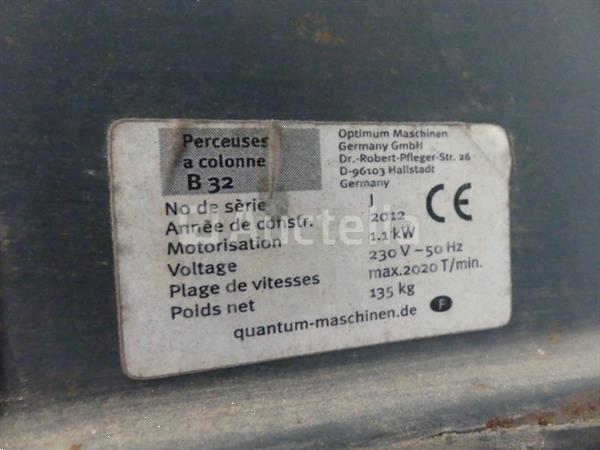 Perceuses
a colonne
B 32
Optimum Maschinen
Germany GmbH
Dr.-Robert-Pfleger-Str. 26
D-96103 Hallstadt
Germany
CE
No de sèrie J
Année de constr. 2012
Motorisation 1.1 kW
Voltage 230 V ~50 Hz
Plage de vitesses max.2020 T/min.
Poids net 135 kg
quantum-maschinen.de F
Auctelia